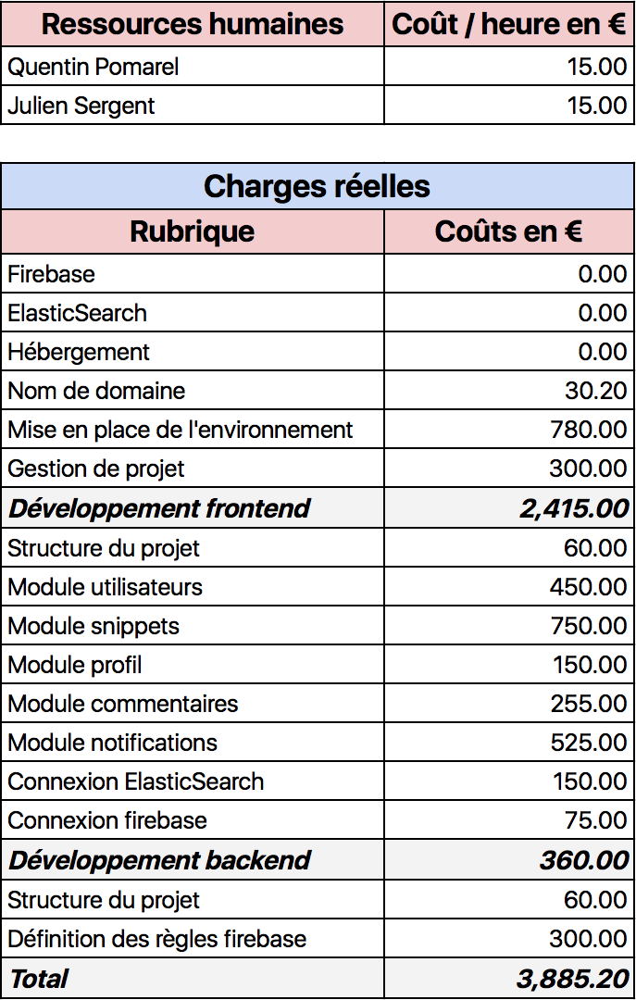 Ressources humaines Coût / heure en €
Quentin Pomarel 15.00
Julien Sergent 15.00
Charges réelles
Rubrique Coûts en €
Firebase 0.00
ElasticSearch 0.00
Hébergement 0.00
Nom de domaine 30.20
Mise en place de l'environnement 780.00
Gestion de projet 300.00
Développement frontend 2,415.00
Structure du projet 60.00
Module utilisateurs 450.00
Module snippets 750.00
Module profil 150.00
Module commentaires 255.00
Module notifications 525.00
Connexion ElasticSearch 150.00
Connexion firebase 75.00
Développement backend 360.00
Structure du projet 60.00
Définition des règles firebase 300.00
Total 3,885.20